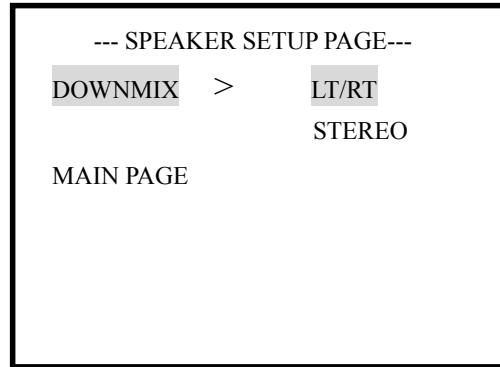 --- SPEAKER SETUP PAGE---
DOWNMIX > LT/RT
STEREO
MAIN PAGE